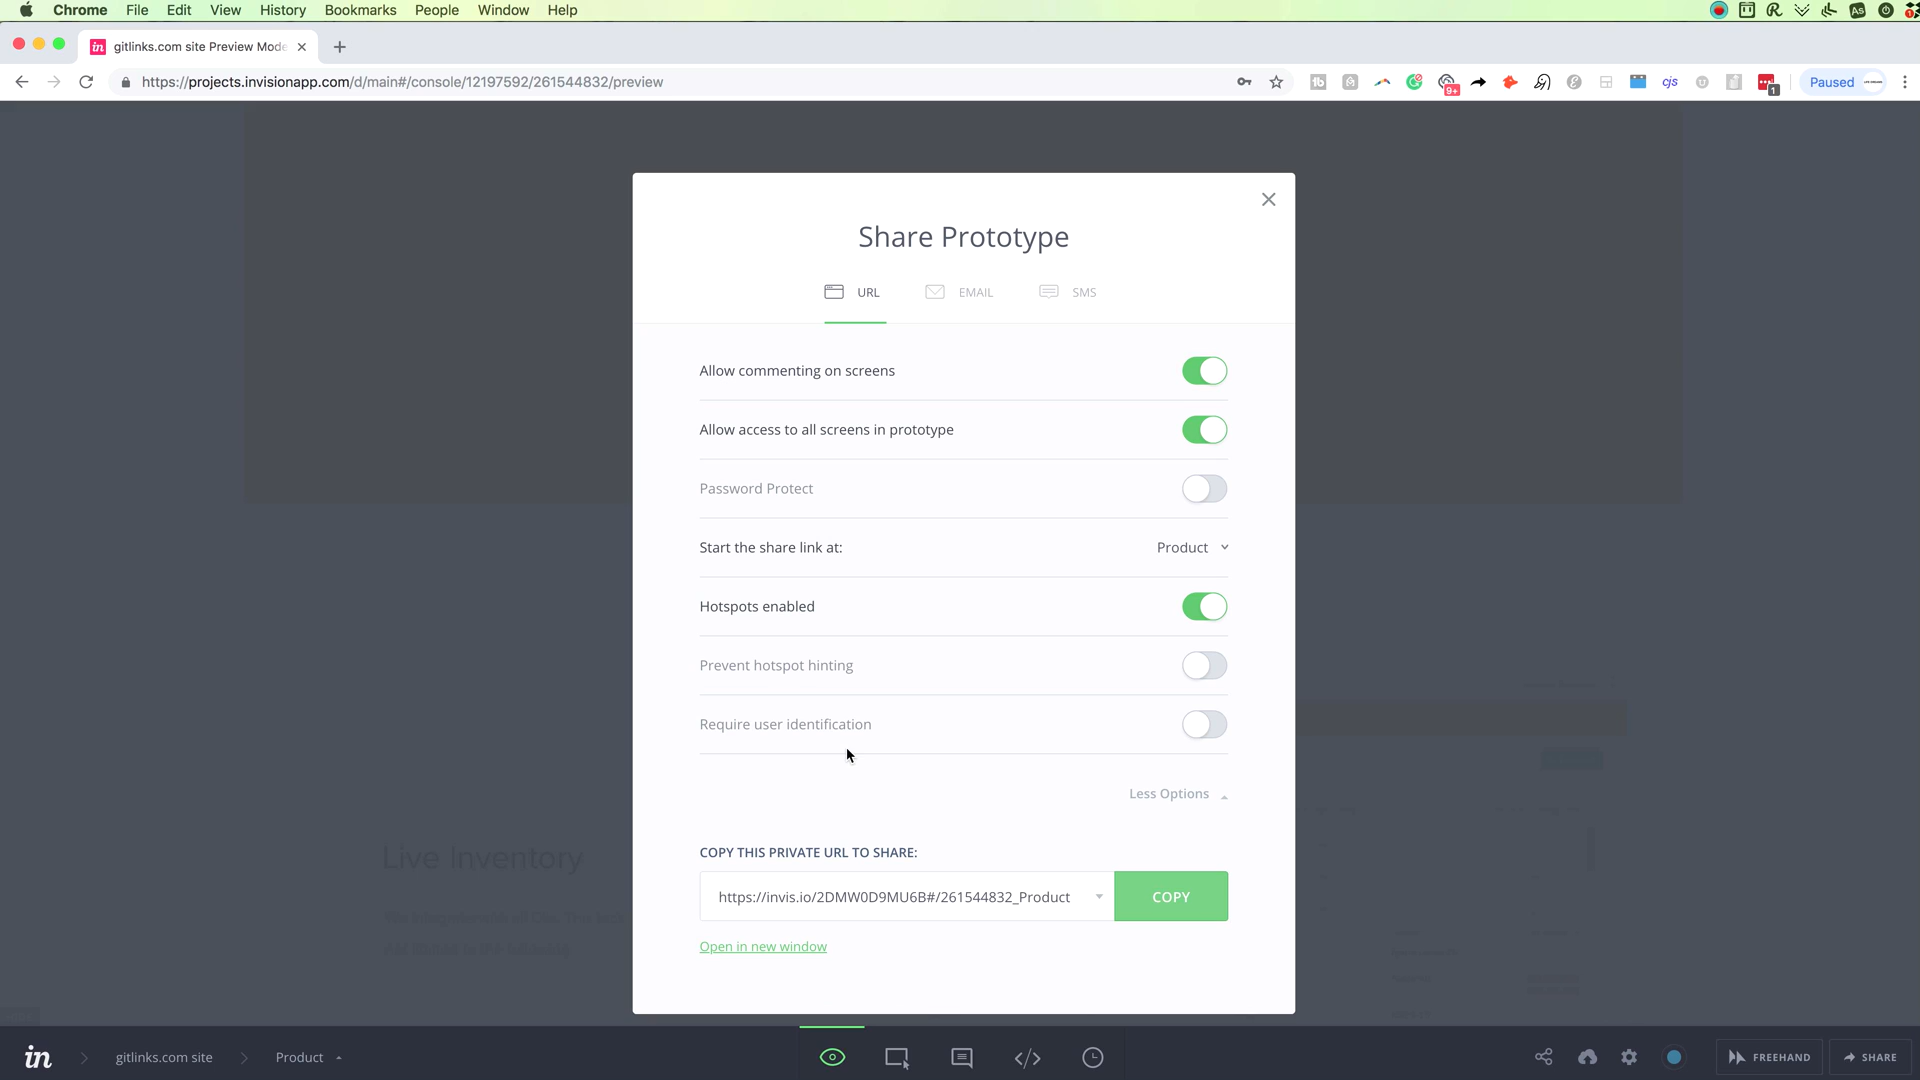 Chrome File Edit View History Bookmarks People Window Help
gitlinks.com site Preview Mode
https://projects.invisionapp.com/d/main#/console/12197592/261544832/preview
9+
cjs
1
Paused
Share Prototype
URL EMAIL SMS
Allow commenting on screens
Allow access to all screens in prototype
Password Protect
Start the share link at: Product
Hotspots enabled
Prevent hotspot hinting
Require user identification
Less Options
Live Inventory
COPY THIS PRIVATE URL TO SHARE:
https://invis.io/2DMW0D9MU6B#/261544832_Product COPY
Open in new window
in gitlinks.com site Product FREEHAND SHARE